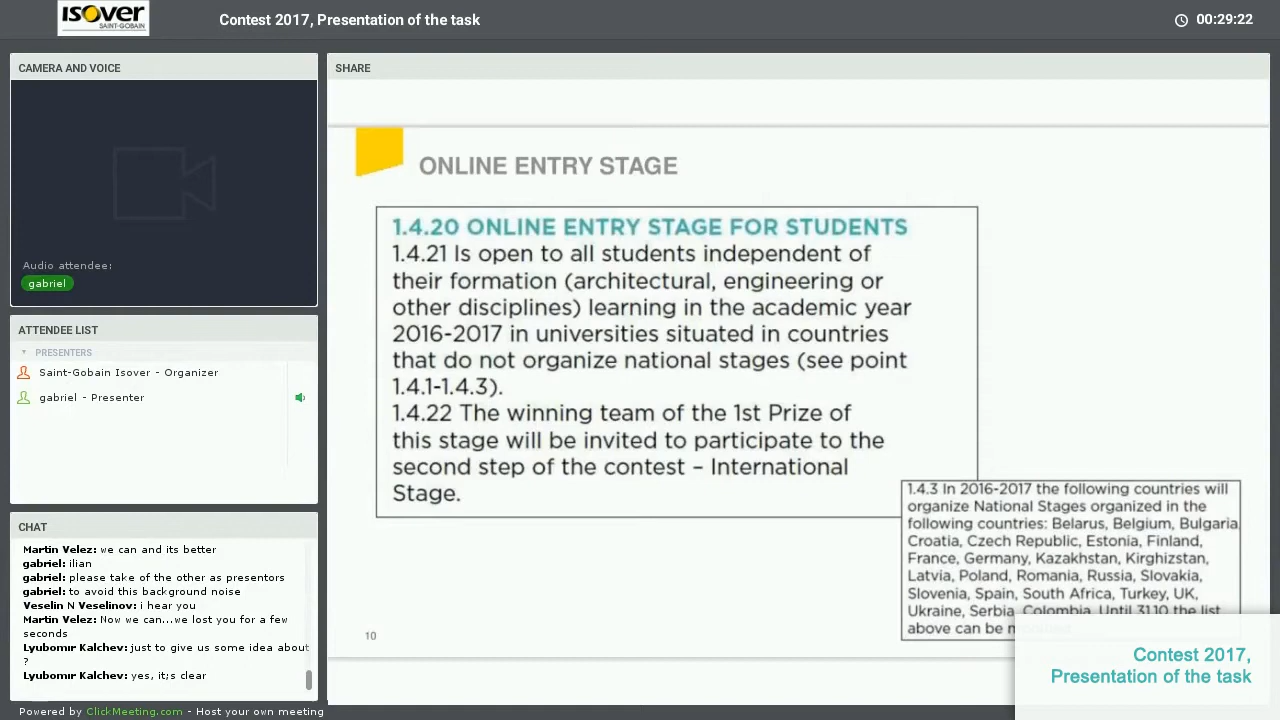 isover
SAINT-GOBAIN
Contest 2017, Presentation of the task
00:29:22
CAMERA AND VOICE
Audio attendee:
gabriel
ATTENDEE LIST
PRESENTERS
Saint-Gobain Isover - Organizer
gabriel - Presenter
CHAT
Martin Velez: we can and its better
gabriel: ilian
gabriel: please take of the other as presentors
gabriel: to avoid this background noise
Veselin N Veselinov: i hear you
Martin Velez: Now we can...we lost you for a few
seconds
Lyubomir Kalchev: just to give us some idea about
?
Lyubomir Kalchev: yes, it;s clear
Powered by ClickMeeting.com - Host your own meeting
SHARE
ONLINE ENTRY STAGE
1.4.20 ONLINE ENTRY STAGE FOR STUDENTS
1.4.21 Is open to all students independent of
their formation (architectural, engineering or
other disciplines) learning in the academic year
2016-2017 in universities situated in countries
that do not organize national stages (see point
1.4.1-1.4.3).
1.4.22 The winning team of the 1st Prize of
this stage will be invited to participate to the
second step of the contest – International
Stage.
1.4.3 In 2016-2017 the following countries will
organize National Stages organized in the
following countries: Belarus, Belgium, Bulgaria
Croatia, Czech Republic, Estonia, Finland,
France, Germany, Kazakhstan, Kirghizstan,
Latvia, Poland, Romania, Russia, Slovakia,
Slovenia, Spain, South Africa, Turkey, UK,
Ukraine, Serbia, Colombia. Until 31.10 the list
above can be
10
Contest 2017,
Presentation of the task